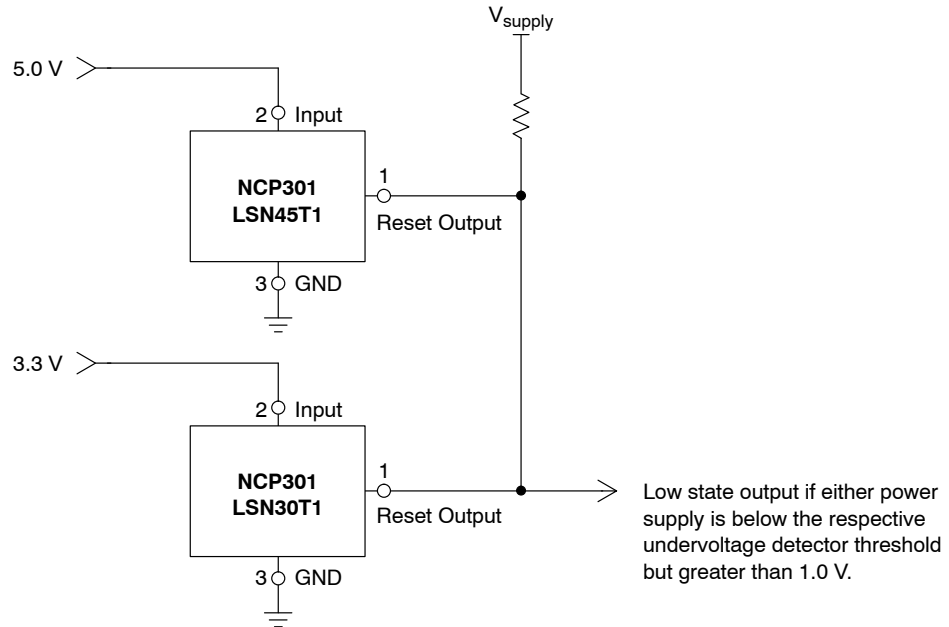 Vsupply
5.0 V
2 Input
NCP301
LSN45T1
1
Reset Output
3 GND
3.3 V
2 Input
NCP301
LSN30T1
1
Reset Output
3 GND
Low state output if either power
supply is below the respective
undervoltage detector threshold
but greater than 1.0 V.